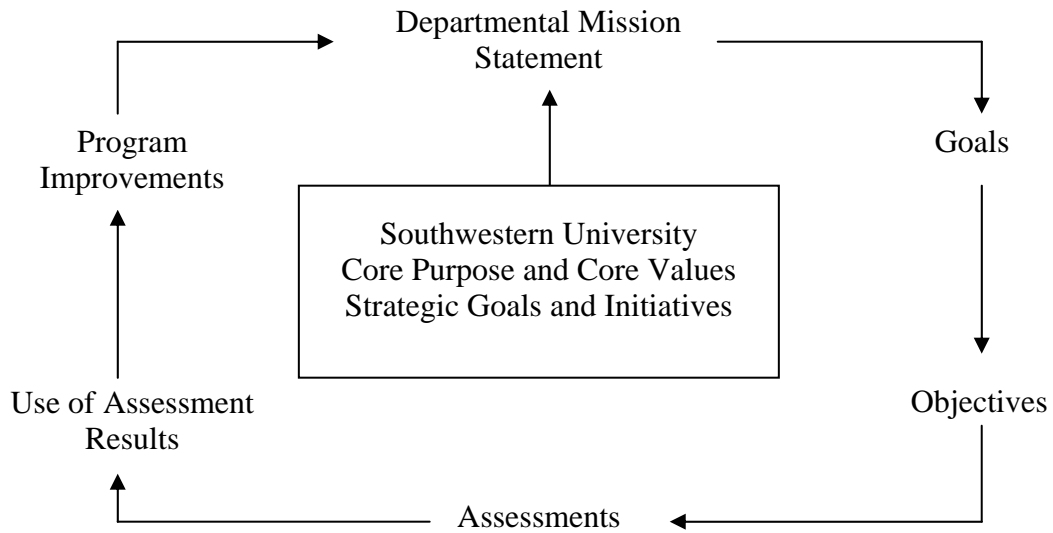 Departmental Mission
Statement
Program
Improvements
Goals
Southwestern University
Core Purpose and Core Values
Strategic Goals and Initiatives
Use of Assessment
Results
Objectives
Assessments